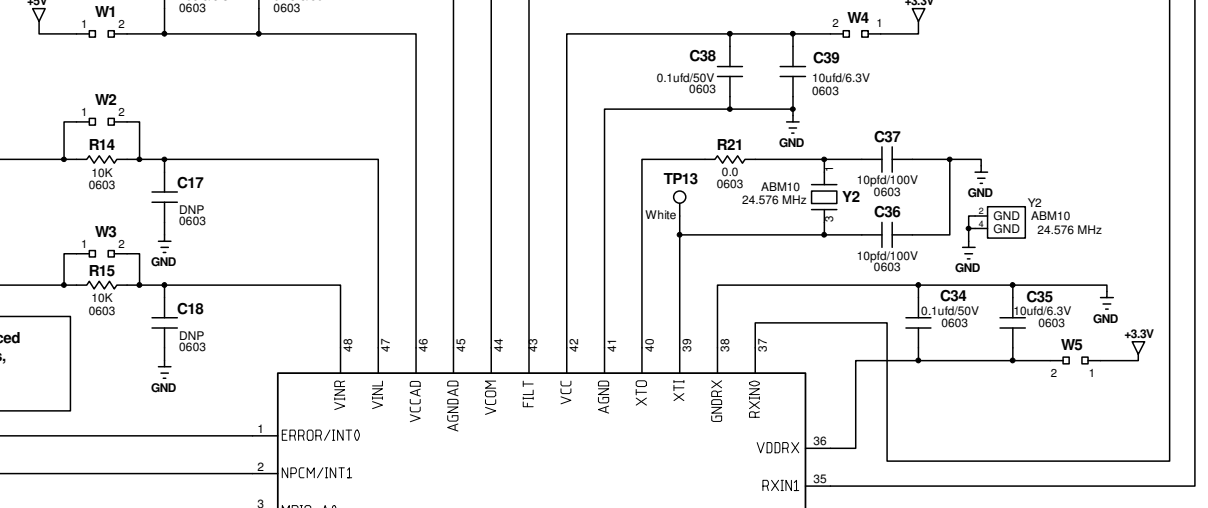 +5V
W1
1 2
0603
0603
W4
2 1
+3.3V
C38
0.1ufd/50V
0603
C39
10ufd/6.3V
0603
GND
W2
1 2
R14
10K
0603
C17
DNP
0603
GND
W3
1 2
R15
10K
0603
C18
DNP
0603
GND
R21
0.0
0603
TP13
White
ABM10
24.576 MHz
1
Y2
3
C37
10pfd/100V
0603
C36
10pfd/100V
0603
GND
Y2
2 GND ABM10
4 GND 24.576 MHz
GND
C34
0.1ufd/50V
0603
C35
10ufd/6.3V
0603
GND
W5
2 1
+3.3V
48 47 46 45 44 43 42 41 40 39 38 37
VINR VINL VCCAD AGNDAD VCOM FILT VCC AGND XTO XTI GNDRX RXIN0
1 ERROR/INT0
2 NPCM/INT1
3
VDDRX 36
RXIN1 35